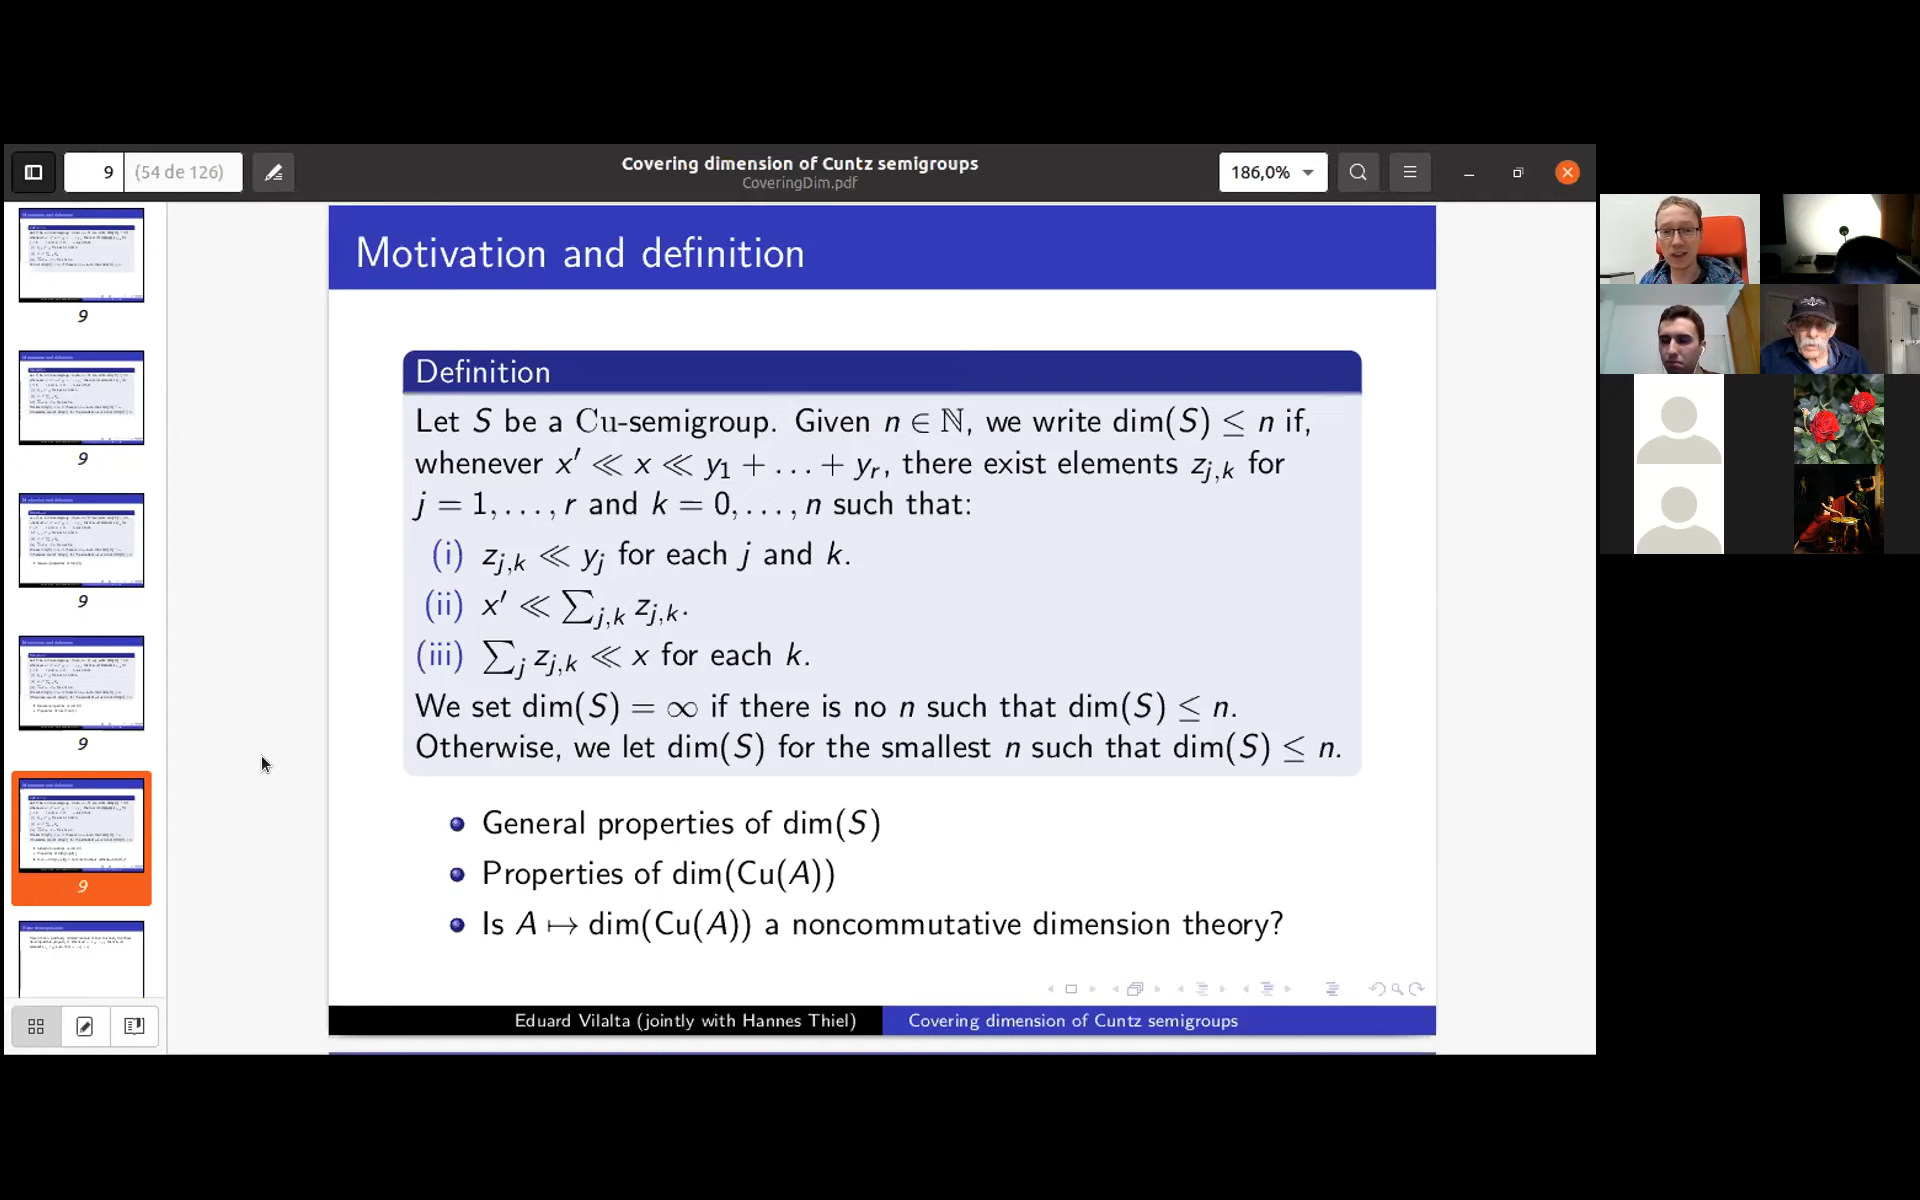 9
(54 de 126)
Covering dimension of Cuntz semigroups
CoveringDim.pdf
186,0%
9
9
9
9
9
Motivation and definition
Definition
Let S be a Cu-semigroup. Given n ∈ ℕ, we write dim(S) ≤ n if,
whenever x′ ≪ x ≪ y₁ + … + yᵣ, there exist elements z_{j,k} for
j = 1, …, r and k = 0, …, n such that:
(i) z_{j,k} ≪ y_j for each j and k.
(ii) x′ ≪ ∑_{j,k} z_{j,k}.
(iii) ∑_j z_{j,k} ≪ x for each k.
We set dim(S) = ∞ if there is no n such that dim(S) ≤ n.
Otherwise, we let dim(S) for the smallest n such that dim(S) ≤ n.
General properties of dim(S)
Properties of dim(Cu(A))
Is A ↦ dim(Cu(A)) a noncommutative dimension theory?
Eduard Vilalta (jointly with Hannes Thiel)
Covering dimension of Cuntz semigroups